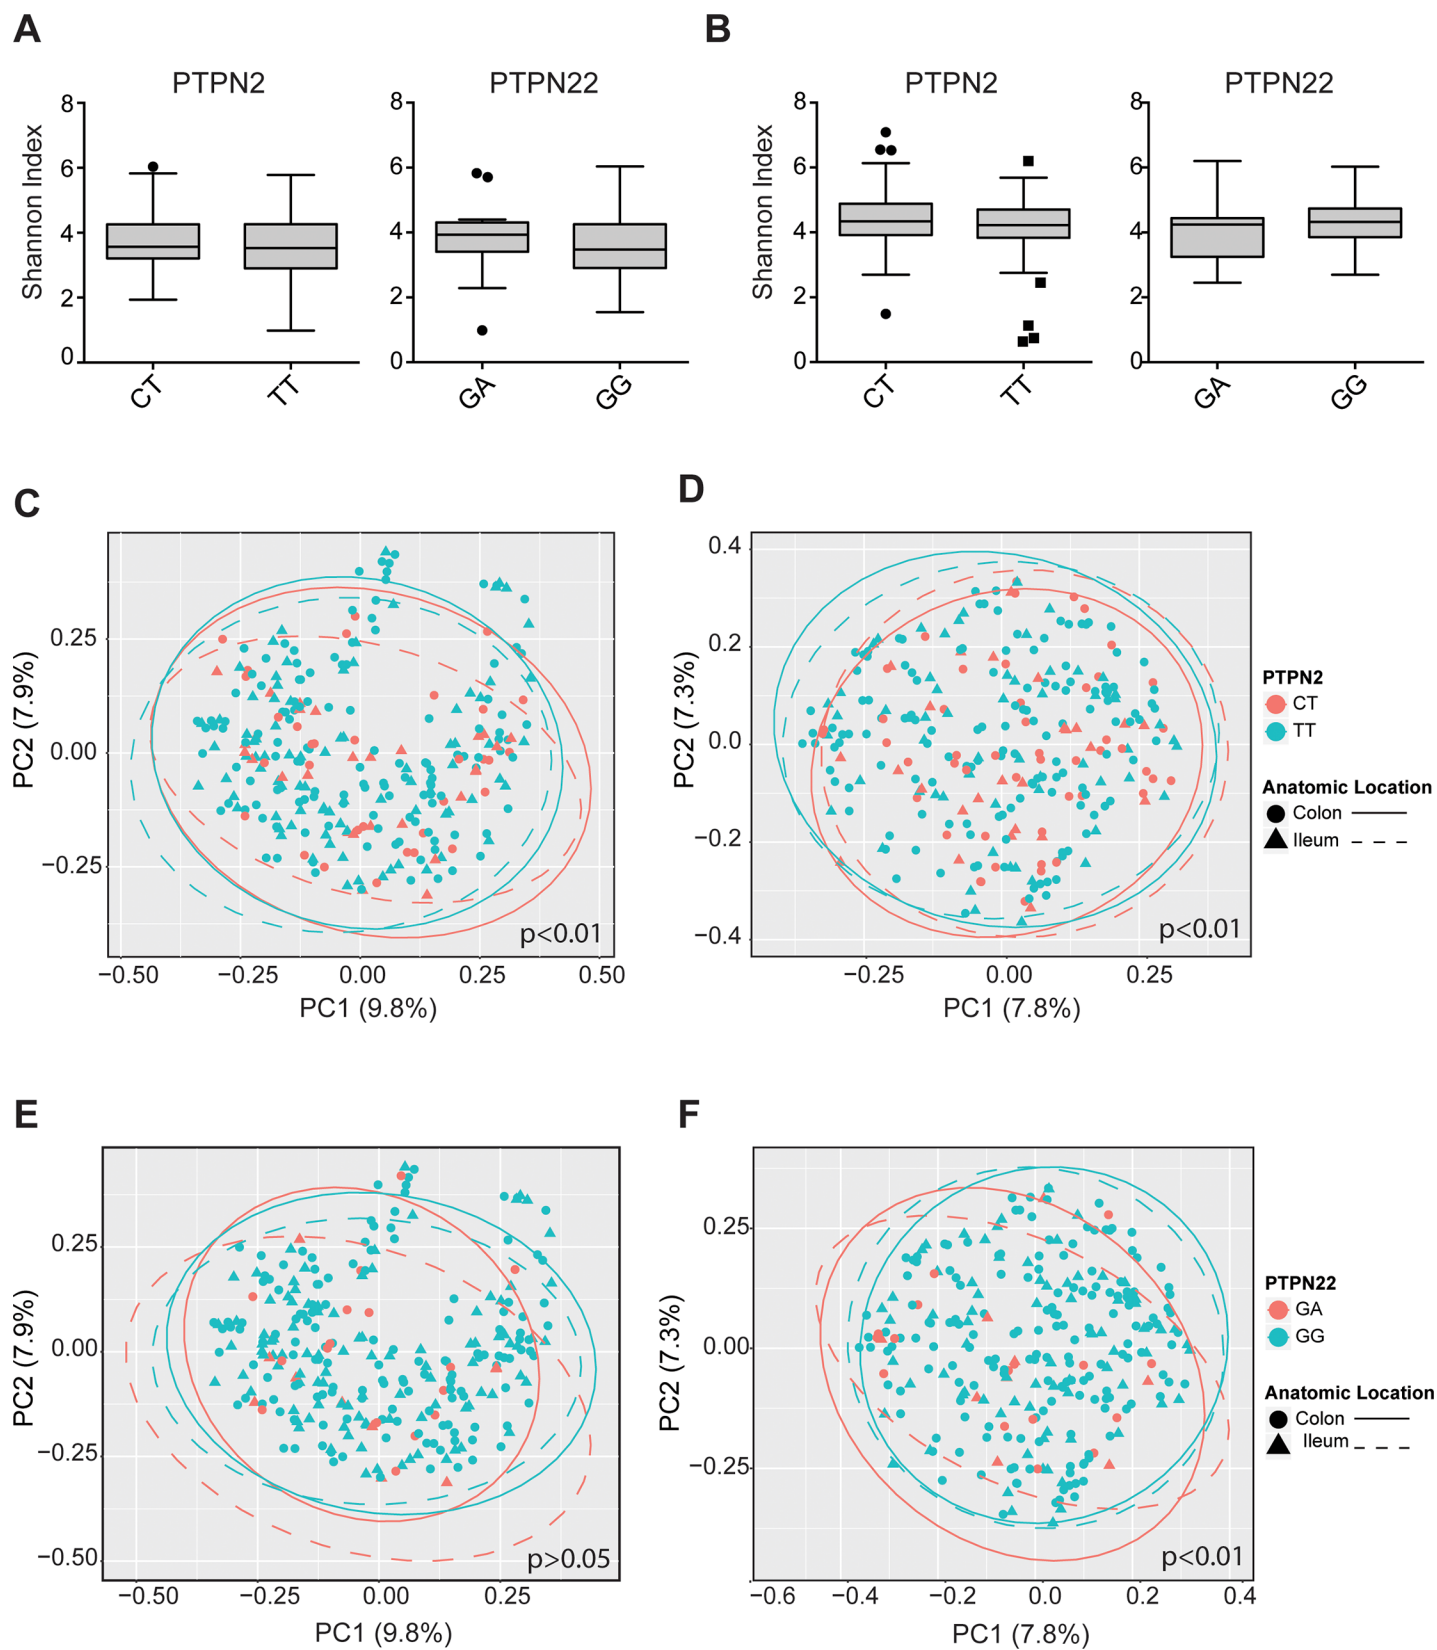 A
B
PTPN2
PTPN22
PTPN2
PTPN22
Shannon Index
8
6
4
2
0
CT
TT
8
6
4
2
0
GA
GG
Shannon Index
8
6
4
2
0
CT
TT
8
6
4
2
0
GA
GG
C
PC2 (7.9%)
0.25
0.00
−0.25
p<0.01
−0.50
−0.25
0.00
0.25
0.50
PC1 (9.8%)
D
PC2 (7.3%)
0.4
0.2
0.0
−0.2
−0.4
p<0.01
−0.25
0.00
0.25
PC1 (7.8%)
PTPN2
CT
TT
Anatomic Location
Colon
Ileum
E
PC2 (7.9%)
0.25
0.00
−0.25
−0.50
p>0.05
−0.50
−0.25
0.00
0.25
PC1 (9.8%)
F
PC2 (7.3%)
0.25
0.00
−0.25
p<0.01
−0.6
−0.4
−0.2
0.0
0.2
0.4
PC1 (7.8%)
PTPN22
GA
GG
Anatomic Location
Colon
Ileum